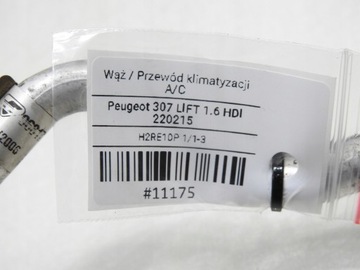 Wąż / Przewód klimatyzacji
A/C
Peugeot 307 LIFT 1.6 HDI
220215
H2RE10P 1/1-3
#11175